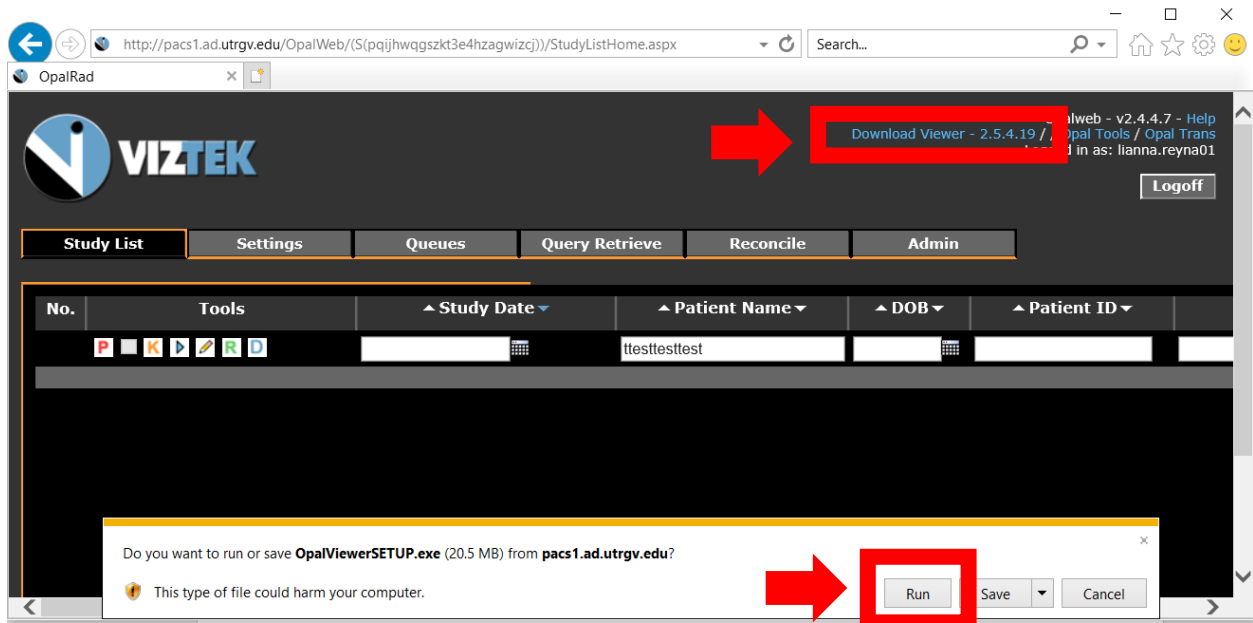 http://pacs1.ad.utrgv.edu/OpalWeb/(S(pqijhwqgszkt3e4hzagwizcj))/StudyListHome.aspx
Search...
OpalRad
VIZTEK
alweb - v2.4.4.7 - Help
Download Viewer - 2.5.4.19 / / Opal Tools / Opal Trans
d in as: lianna.reyna01
Logoff
Study List Settings Queues Query Retrieve Reconcile Admin
No. Tools Study Date Patient Name DOB Patient ID
P K R D ttesttesttest
Do you want to run or save OpalViewerSETUP.exe (20.5 MB) from pacs1.ad.utrgv.edu?
This type of file could harm your computer.
Run Save Cancel